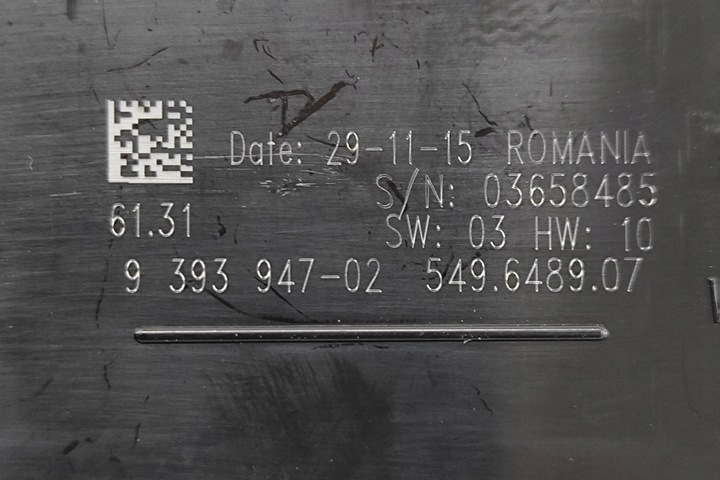 Date: 29-11-15 ROMANIA
S/N: 03658485
61.31 SW: 03 HW: 10
9 393 947-02 549.6489.07